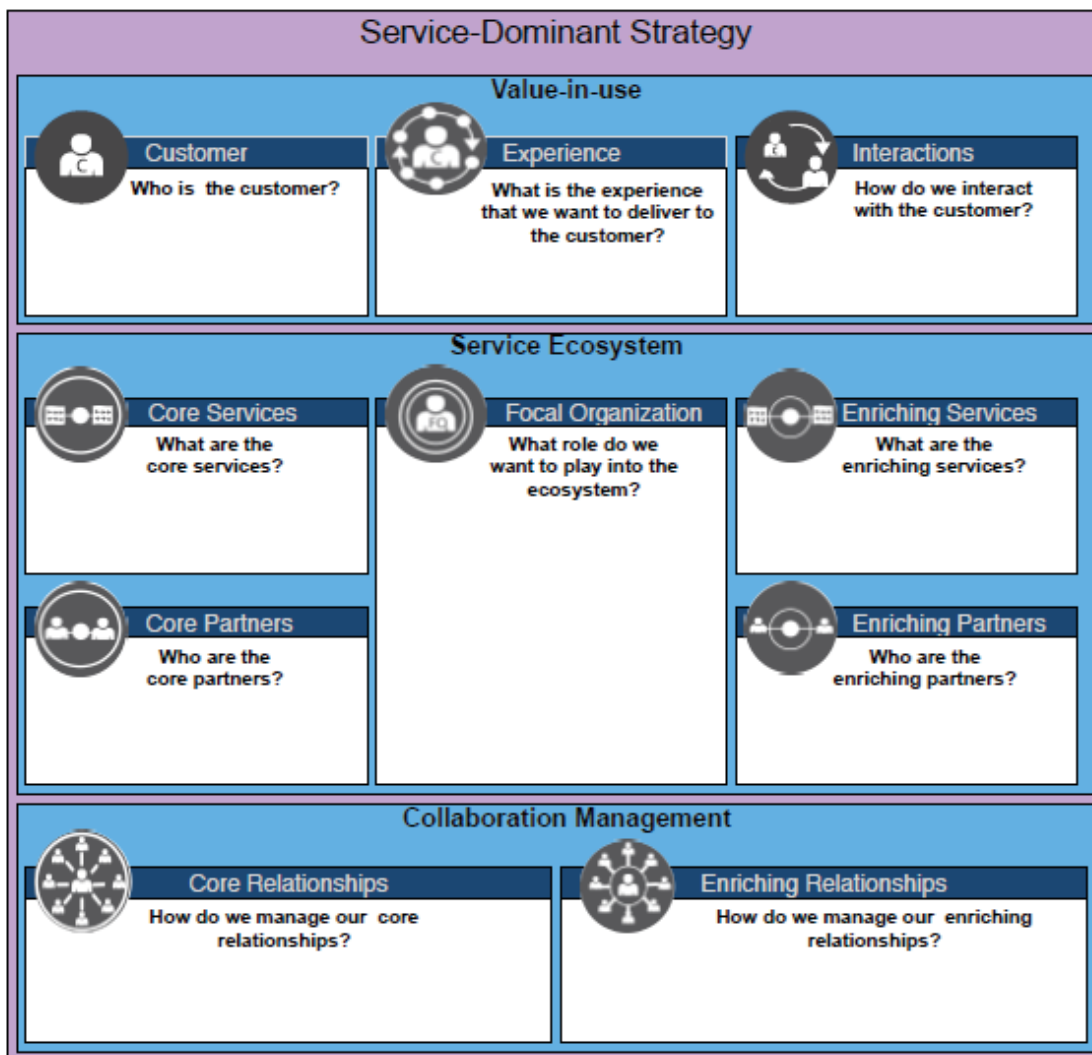 Service-Dominant Strategy
Value-in-use
Customer
Who is the customer?
Experience
What is the experience
that we want to deliver to
the customer?
Interactions
How do we interact
with the customer?
Service Ecosystem
Core Services
What are the
core services?
Focal Organization
What role do we
want to play into the
ecosystem?
Enriching Services
What are the
enriching services?
Core Partners
Who are the
core partners?
Enriching Partners
Who are the
enriching partners?
Collaboration Management
Core Relationships
How do we manage our core
relationships?
Enriching Relationships
How do we manage our enriching
relationships?
C
C
FO